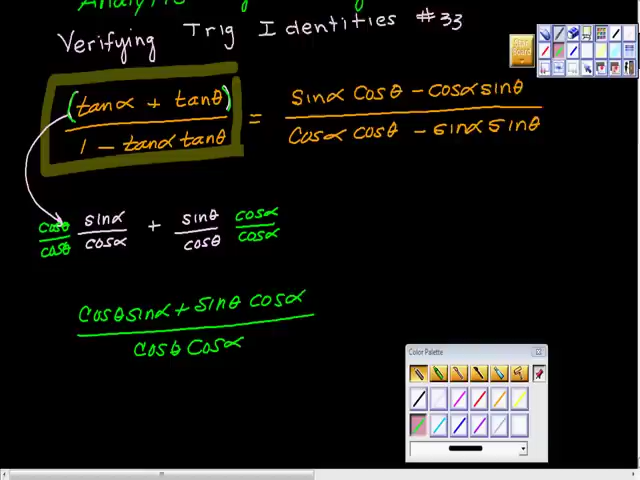 Verifying Trig Identities #33
(tanα + tanθ) / 1 - tanα tanθ = sinα cosθ - cosα sinθ / cosα cosθ - sinα sinθ
cosθ/cosθ sinα/cosα + sinθ/cosθ cosα/cosα
cosθ sinα + sinθ cosα / cosθ cosα
Color Palette